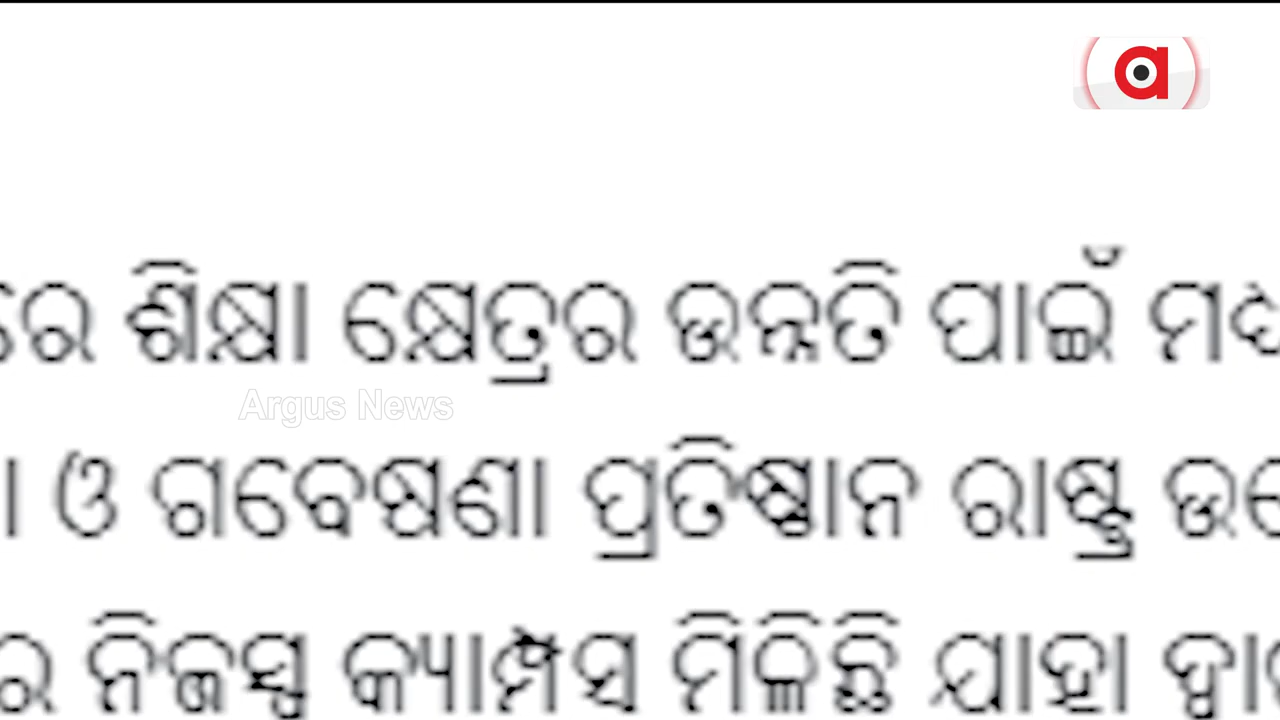 ରେ ଶିକ୍ଷା କ୍ଷେତ୍ରର ଉନ୍ନତି ପାଇଁ
Argus News
ଓ ଗବେଷଣା ପ୍ରତିଷ୍ଠାନ ରାଷ୍ଟ୍ର
ର ନିଜସ୍ୱ କ୍ୟାମ୍ପସ ମିଳିଛି ଯାହା